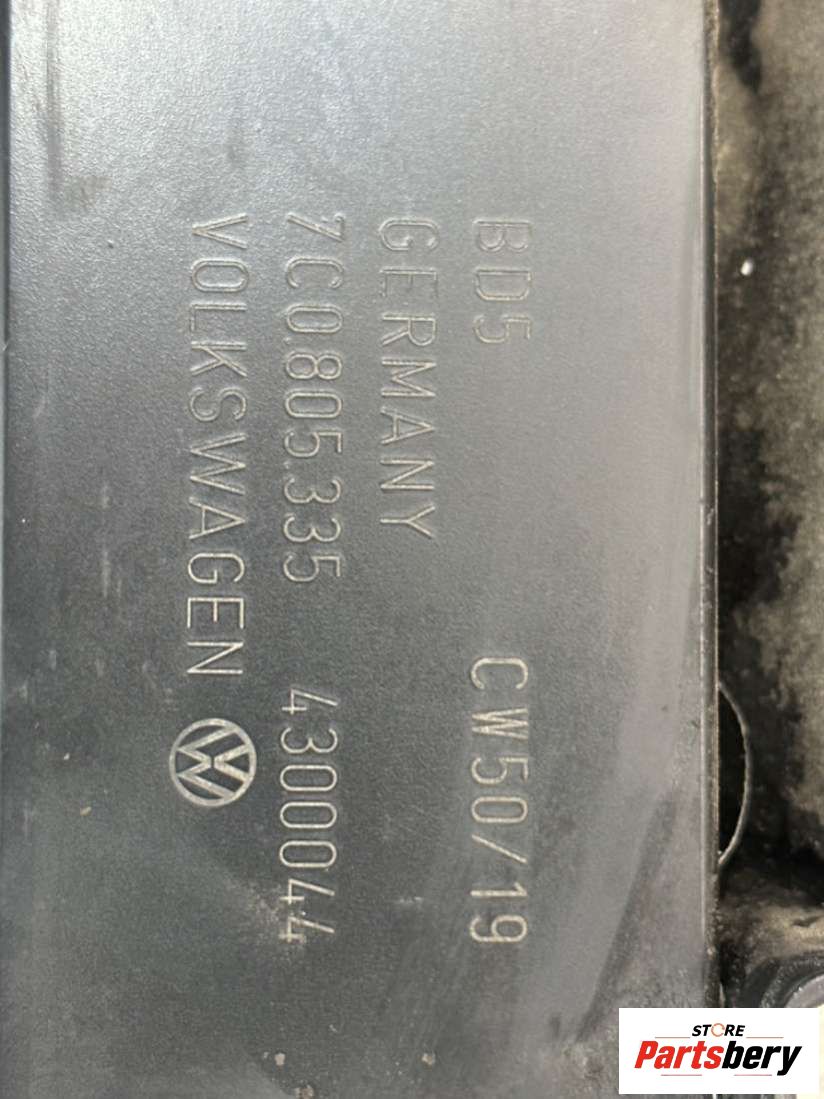 BD5 CW50/19
GERMANY
7C0.805.335 4300044
VOLKSWAGEN
STORE
Partsbery